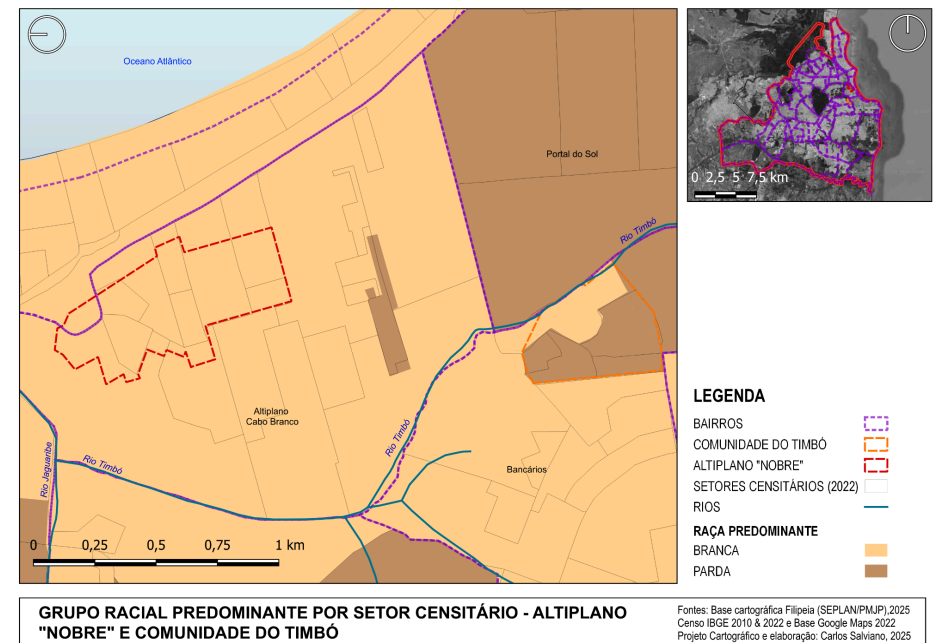 Oceano Atlântico
Portal do Sol
Rio Timbó
Altiplano
Cabo Branco
Rio Timbó
Bancários
Rio Timbó
Rio Jaguaribe
0 0,25 0,5 0,75 1 km
0 2,5 5 7,5 km
LEGENDA
BAIRROS
COMUNIDADE DO TIMBÓ
ALTIPLANO "NOBRE"
SETORES CENSITÁRIOS (2022)
RIOS
RAÇA PREDOMINANTE
BRANCA
PARDA
GRUPO RACIAL PREDOMINANTE POR SETOR CENSITÁRIO - ALTIPLANO
"NOBRE" E COMUNIDADE DO TIMBÓ
Fontes: Base cartográfica Filipeia (SEPLAN/PMJP),2025
Censo IBGE 2010 & 2022 e Base Google Maps 2022
Projeto Cartográfico e elaboração: Carlos Salviano, 2025